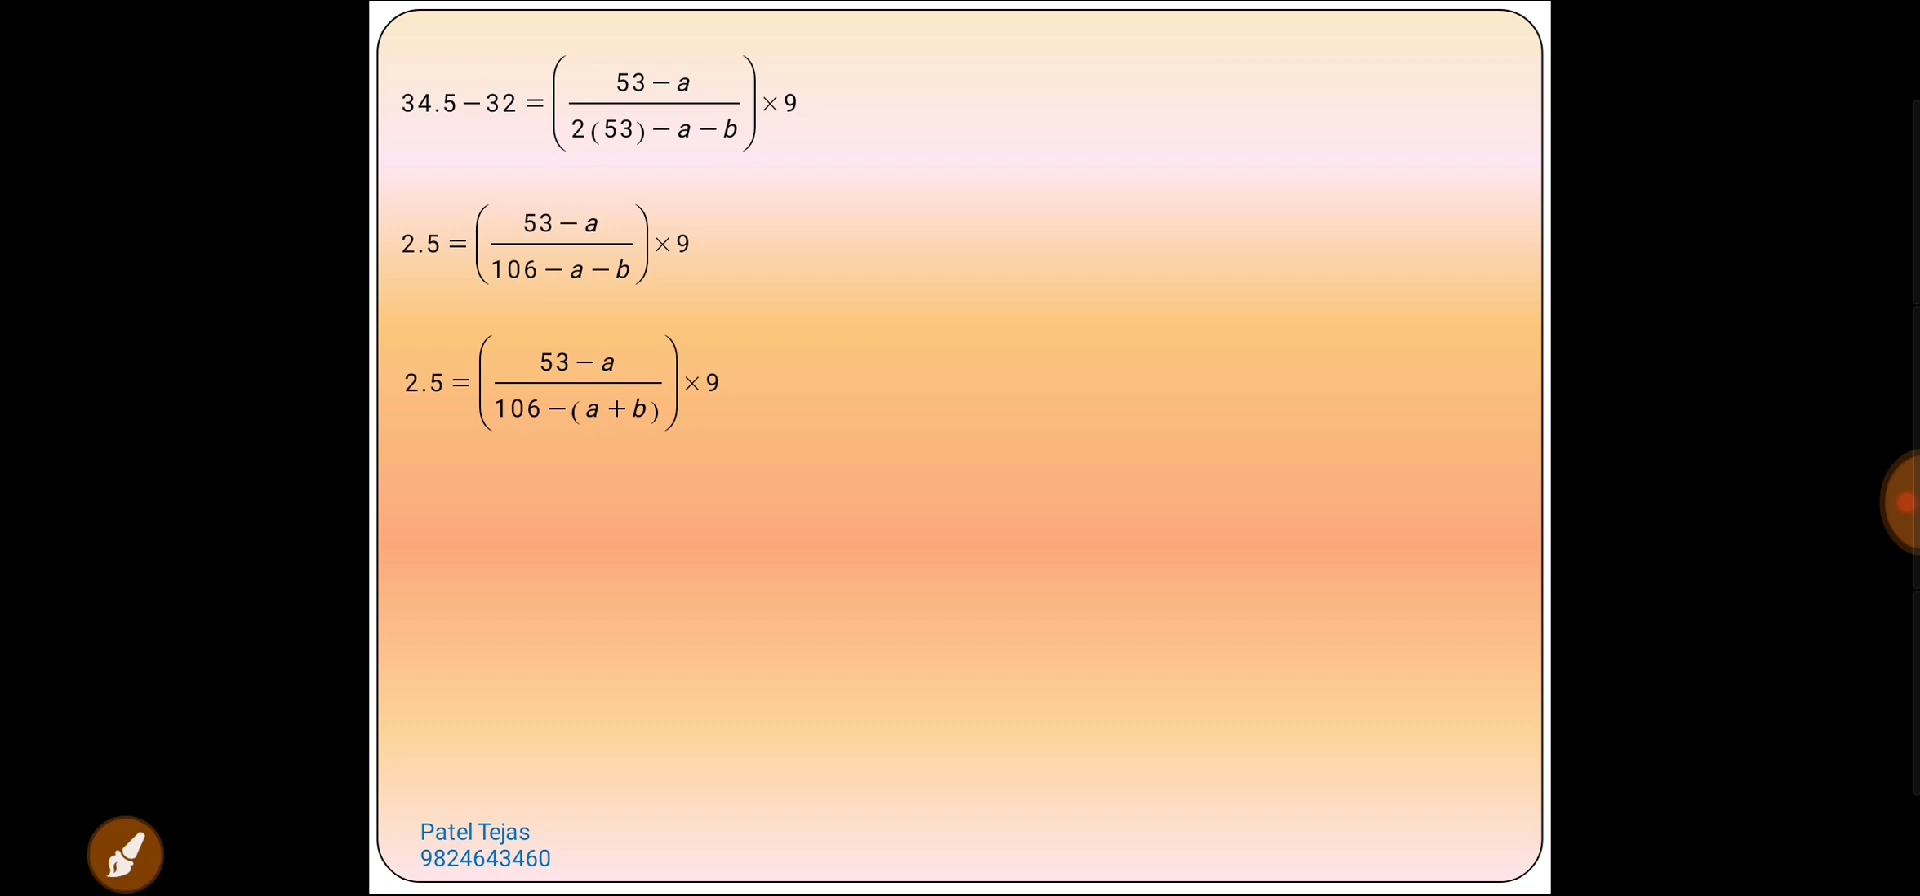 34.5 − 32 = ( (53 − a) / (2(53) − a − b) ) × 9
2.5 = ( (53 − a) / (106 − a − b) ) × 9
2.5 = ( (53 − a) / (106 − (a + b)) ) × 9
Patel Tejas
9824643460